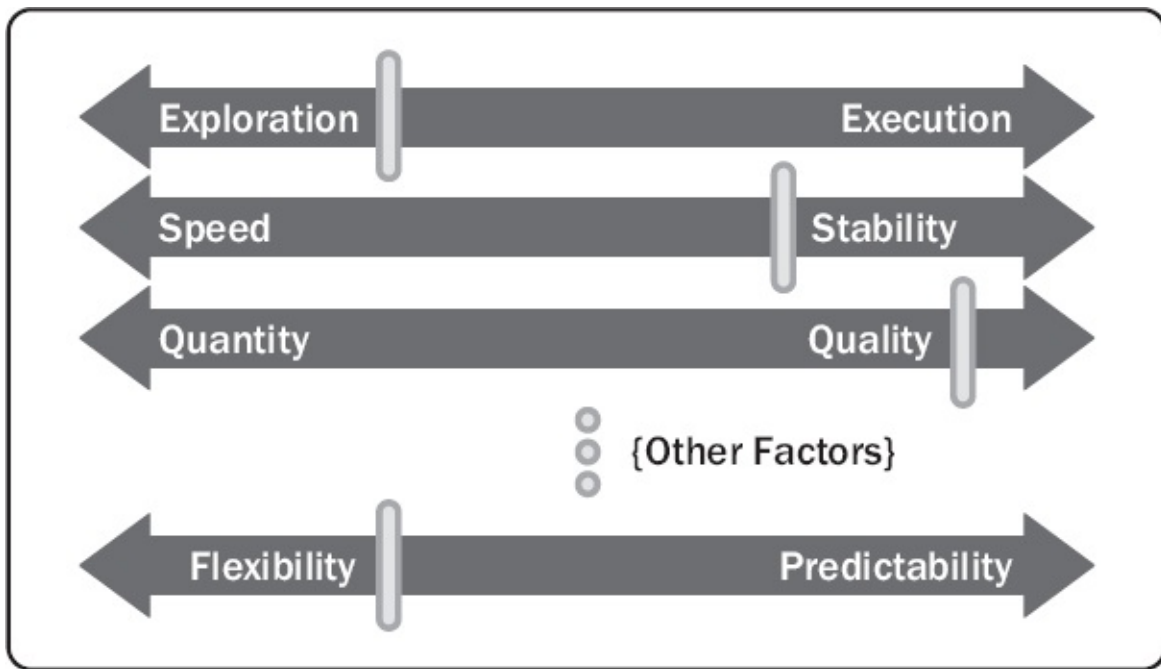 Exploration Execution
Speed Stability
Quantity Quality
{Other Factors}
Flexibility Predictability